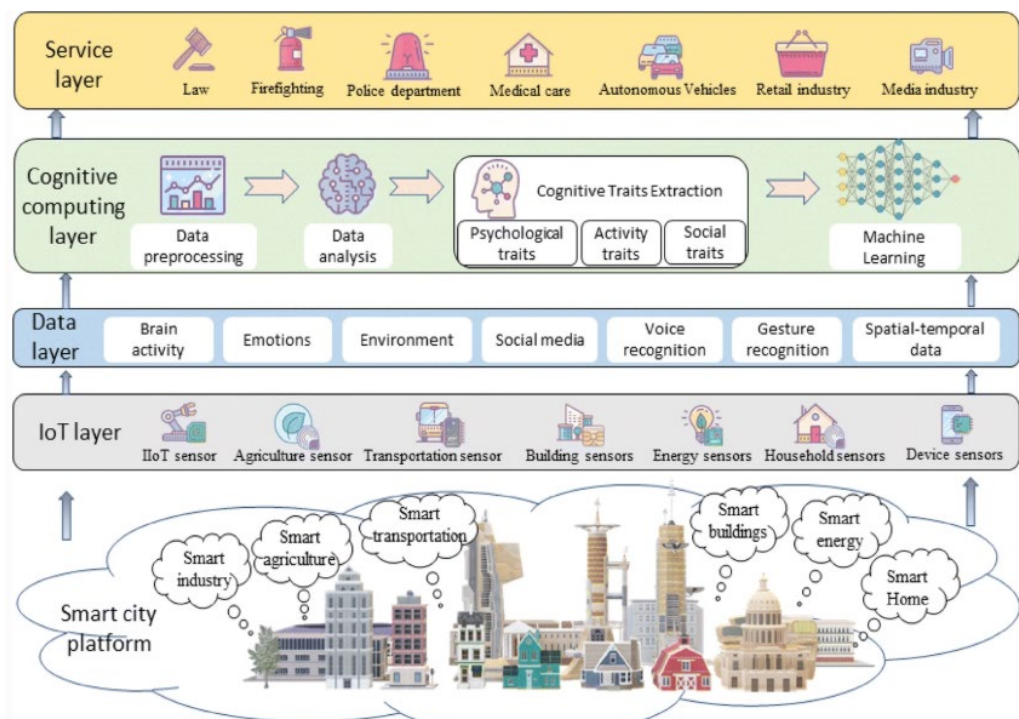 Service
layer
Law
Firefighting
Police department
Medical care
Autonomous Vehicles
Retail industry
Media industry
Cognitive
computing
layer
Data
preprocessing
Data
analysis
Cognitive Traits Extraction
Psychological
traits
Activity
traits
Social
traits
Machine
Learning
Data
layer
Brain
activity
Emotions
Environment
Social media
Voice
recognition
Gesture
recognition
Spatial-temporal
data
IoT layer
IIoT sensor
Agriculture sensor
Transportation sensor
Building sensors
Energy sensors
Household sensors
Device sensors
Smart city
platform
Smart
industry
Smart
agriculture
Smart
transportation
Smart
buildings
Smart
energy
Smart
Home